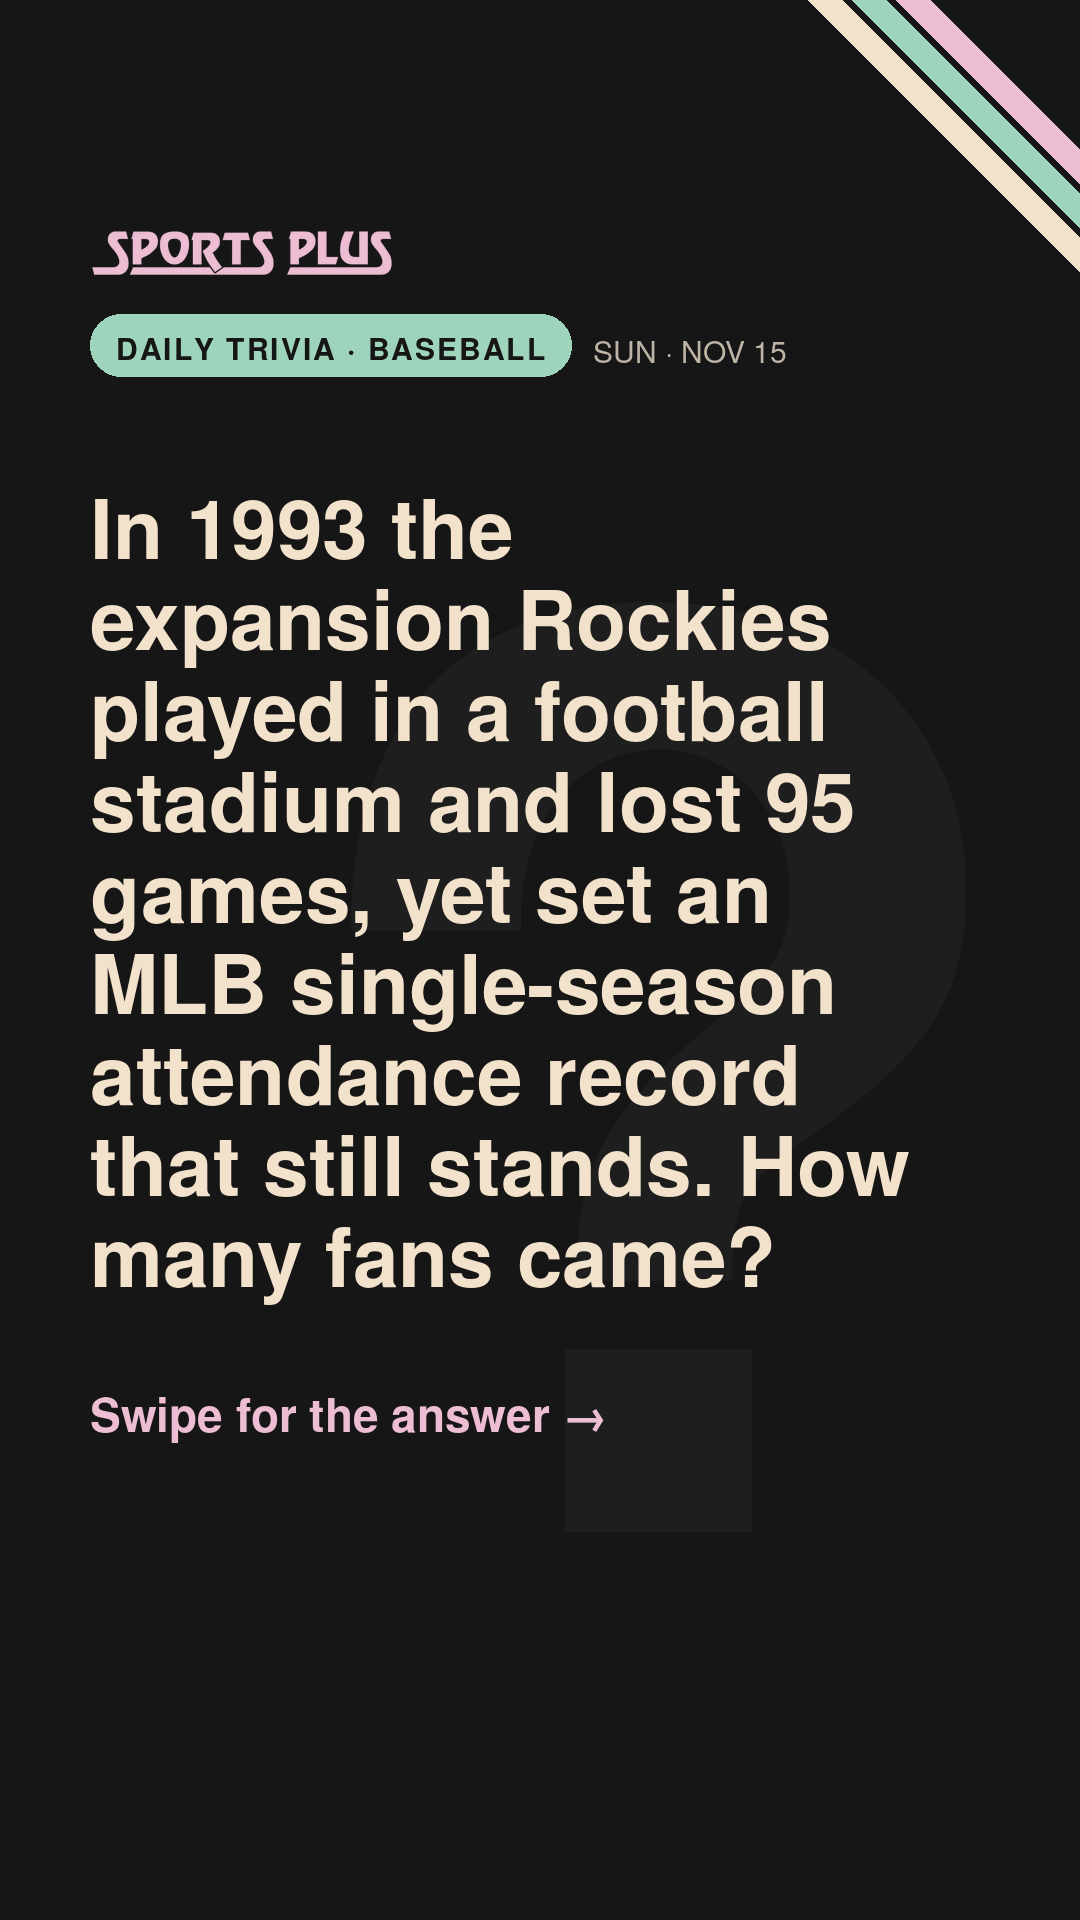 SPORTS PLUS
DAILY TRIVIA · BASEBALL
SUN · NOV 15
In 1993 the
expansion Rockies
played in a football
stadium and lost 95
games, yet set an
MLB single-season
attendance record
that still stands. How
many fans came?
Swipe for the answer →
?